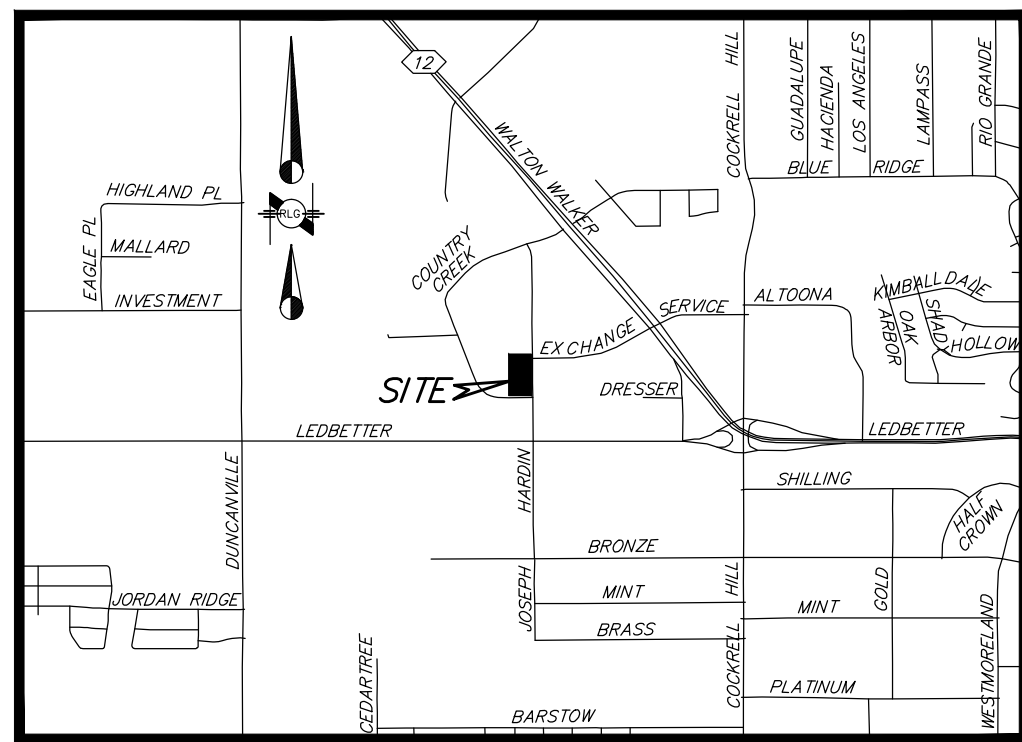 12
HILL
COCKRELL
GUADALUPE
HACIENDA
LOS ANGELES
LAMPASS
RIO GRANDE
WALTON WALKER
BLUE RIDGE
HIGHLAND PL
RLG
EAGLE PL
MALLARD
INVESTMENT
COUNTRY
CREEK
SERVICE
ALTOONA
KIMBALLDALE
ARBOR
OAK
SHADY
HOLLOW
EXCHANGE
SITE
DRESSER
LEDBETTER
LEDBETTER
DUNCANVILLE
HARDIN
SHILLING
HALF
CROWN
BRONZE
JORDAN RIDGE
JOSEPH
MINT
HILL
GOLD
MINT
BRASS
COCKRELL
WESTMORELAND
CEDARTREE
PLATINUM
BARSTOW